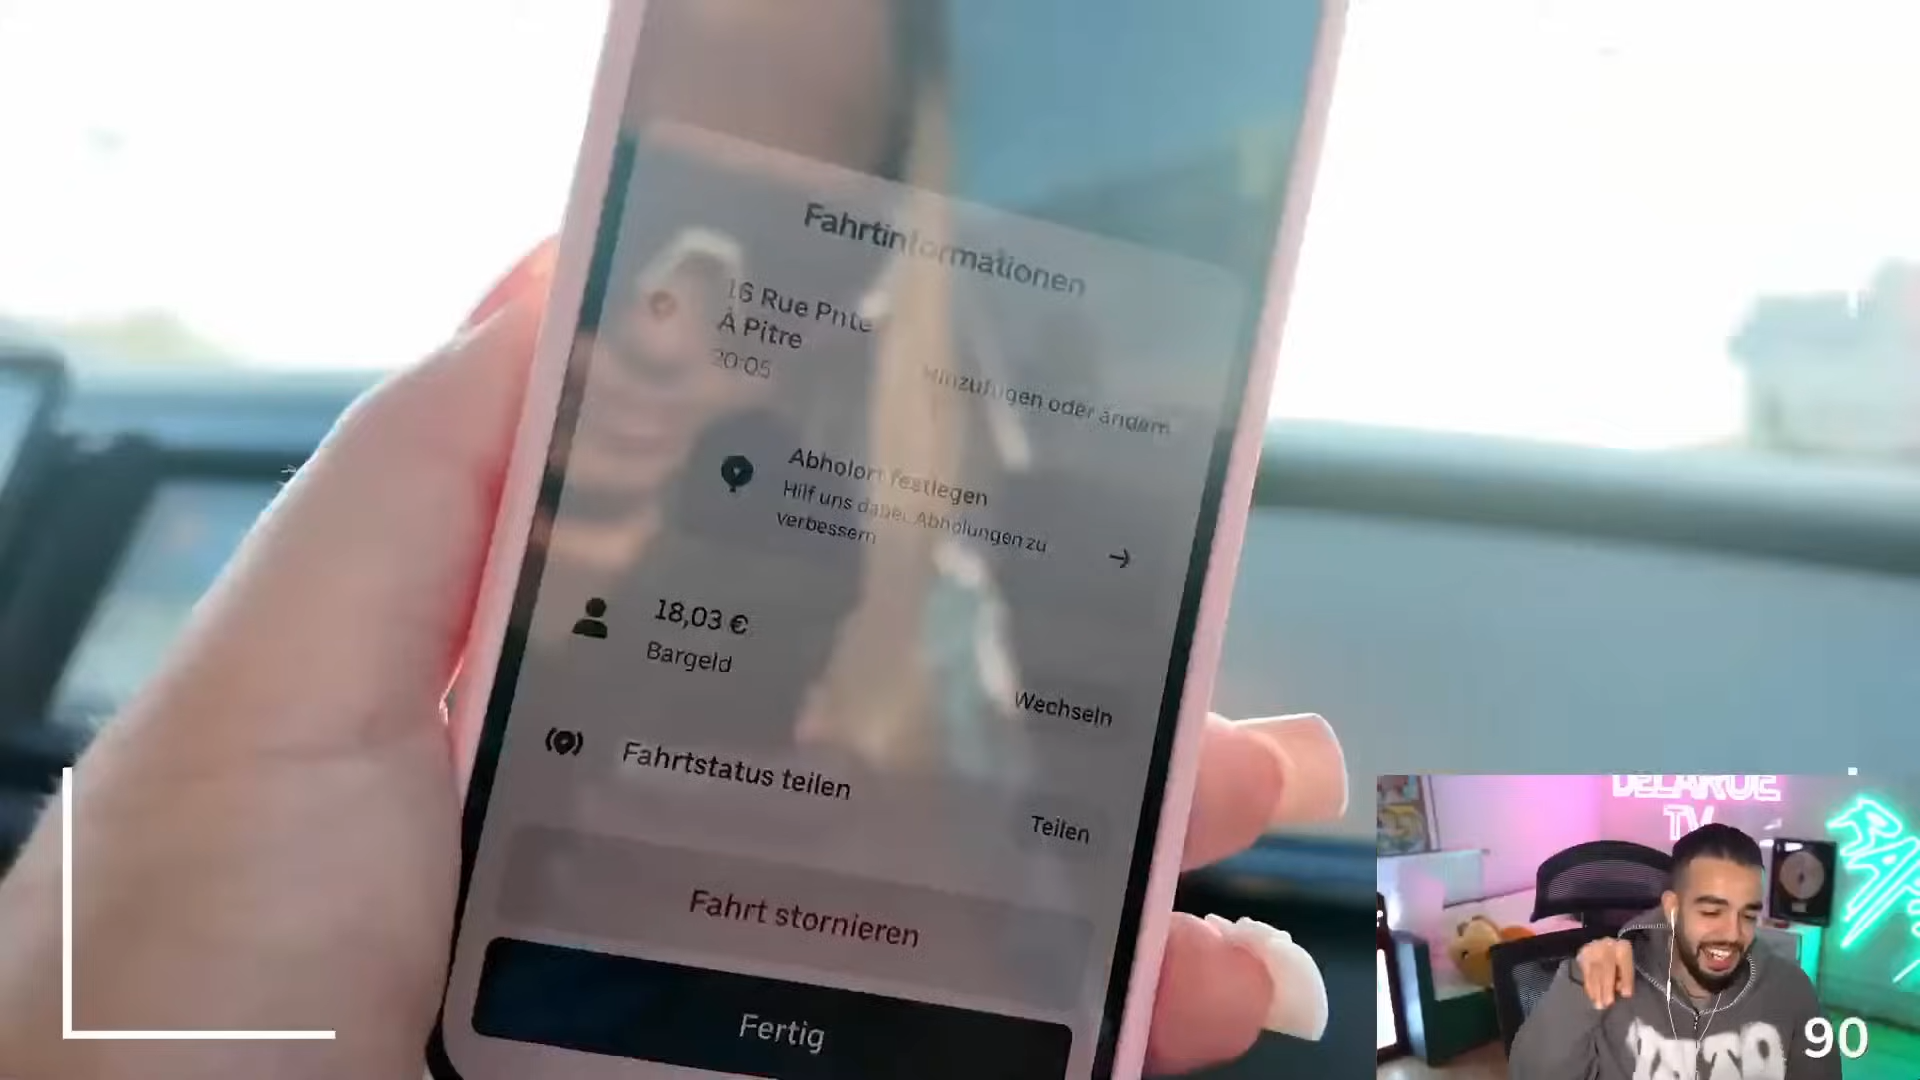 Fahrtinformationen
16 Rue Pnte
À Pitre
20:05
Hinzufügen oder ändern
Abholort festlegen
Hilf uns dabei, Abholungen zu
verbessern
18,03 €
Bargeld
Wechseln
Fahrtstatus teilen
Teilen
Fahrt stornieren
Fertig
DELARUE
TV
90